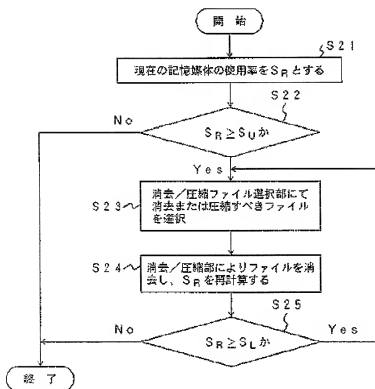 開 始
S21
現在の記憶媒体の使用率をSRとする
S22
No
SR≧SUか
Yes
S23
消去/圧縮ファイル選択部にて
消去または圧縮すべきファイル
を選択
S24
消去/圧縮部によりファイルを消
去し、SRを再計算する
S25
No
SR≧SLか
Yes
終 了